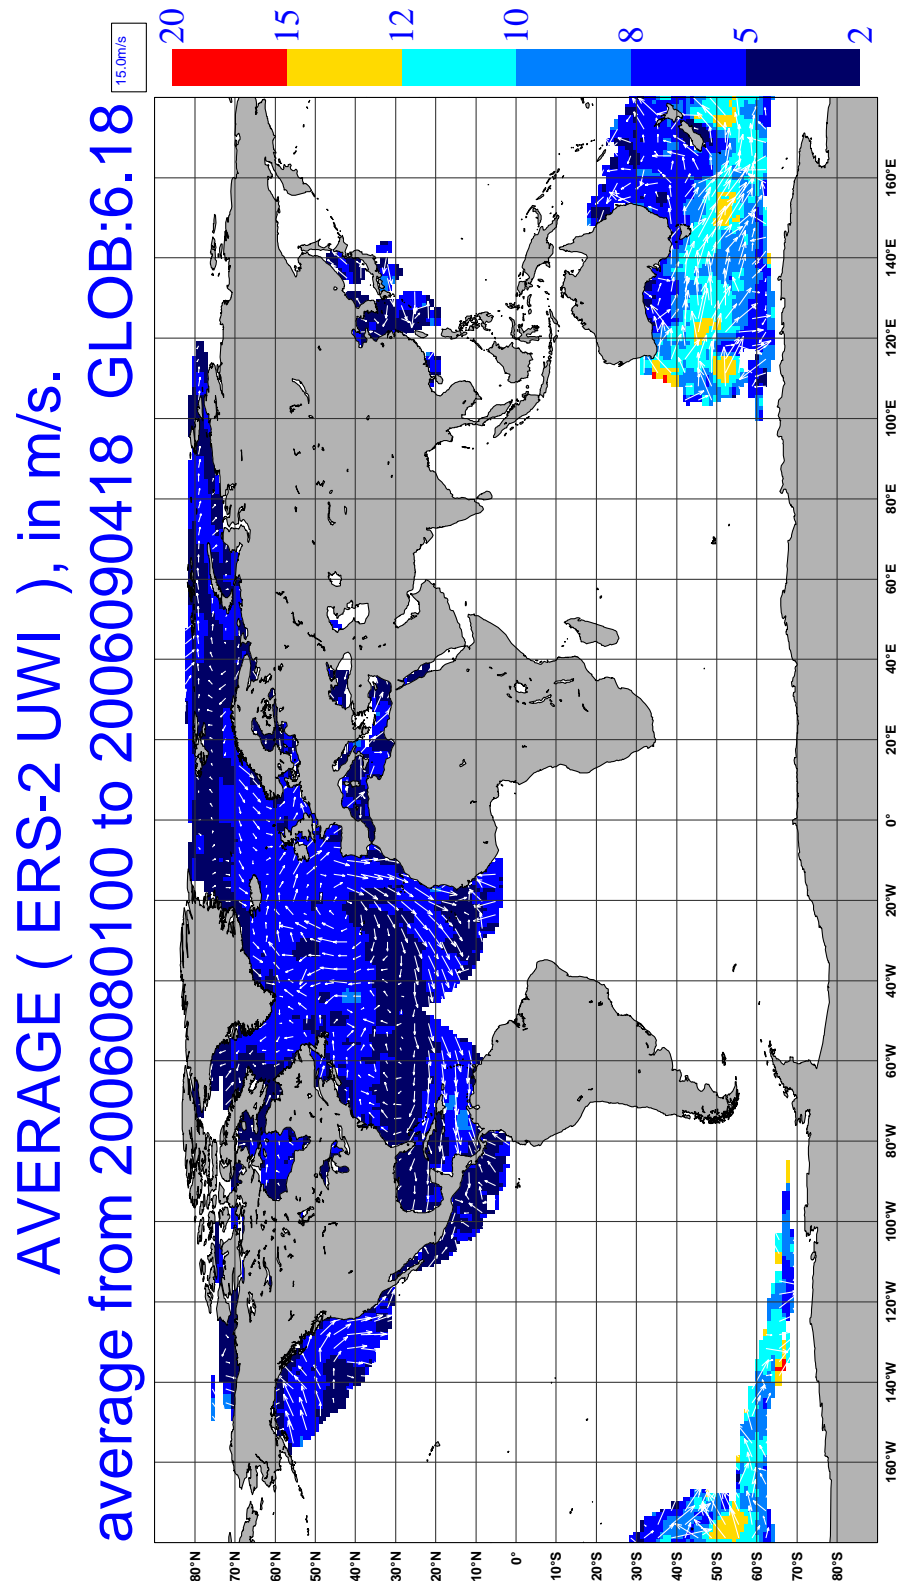 AVERAGE ( ERS-2 UWI ), in m/s.
average from 2006080100 to 2006090418 GLOB:6.18
15.0m/s
20
15
12
10
8
5
2
160°W
140°W
120°W
100°W
80°W
60°W
40°W
20°W
0°
20°E
40°E
60°E
80°E
100°E
120°E
140°E
160°E
80°N
70°N
60°N
50°N
40°N
30°N
20°N
10°N
0°
10°S
20°S
30°S
40°S
50°S
60°S
70°S
80°S